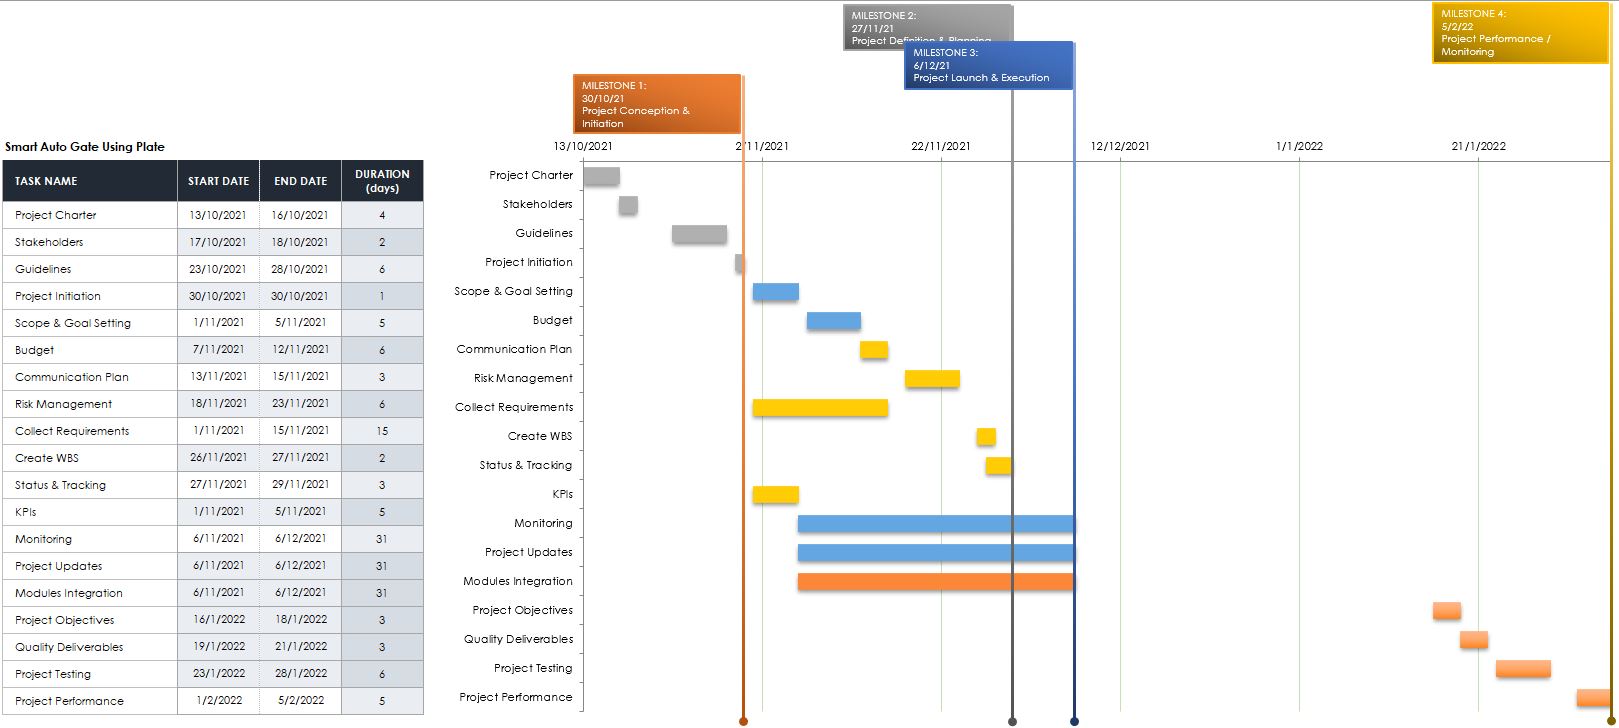 MILESTONE 2:
27/11/21
Project Definition & Planning
MILESTONE 3:
6/12/21
Project Launch & Execution
MILESTONE 4:
5/2/22
Project Performance /
Monitoring
MILESTONE 1:
30/10/21
Project Conception &
Initiation
Smart Auto Gate Using Plate
13/10/2021 2/11/2021 22/11/2021 12/12/2021 1/1/2022 21/1/2022
TASK NAME START DATE END DATE DURATION
(days)
Project Charter 13/10/2021 16/10/2021 4
Stakeholders 17/10/2021 18/10/2021 2
Guidelines 23/10/2021 28/10/2021 6
Project Initiation 30/10/2021 30/10/2021 1
Scope & Goal Setting 1/11/2021 5/11/2021 5
Budget 7/11/2021 12/11/2021 6
Communication Plan 13/11/2021 15/11/2021 3
Risk Management 18/11/2021 23/11/2021 6
Collect Requirements 1/11/2021 15/11/2021 15
Create WBS 26/11/2021 27/11/2021 2
Status & Tracking 27/11/2021 29/11/2021 3
KPIs 1/11/2021 5/11/2021 5
Monitoring 6/11/2021 6/12/2021 31
Project Updates 6/11/2021 6/12/2021 31
Modules Integration 6/11/2021 6/12/2021 31
Project Objectives 16/1/2022 18/1/2022 3
Quality Deliverables 19/1/2022 21/1/2022 3
Project Testing 23/1/2022 28/1/2022 6
Project Performance 1/2/2022 5/2/2022 5
Project Charter
Stakeholders
Guidelines
Project Initiation
Scope & Goal Setting
Budget
Communication Plan
Risk Management
Collect Requirements
Create WBS
Status & Tracking
KPIs
Monitoring
Project Updates
Modules Integration
Project Objectives
Quality Deliverables
Project Testing
Project Performance